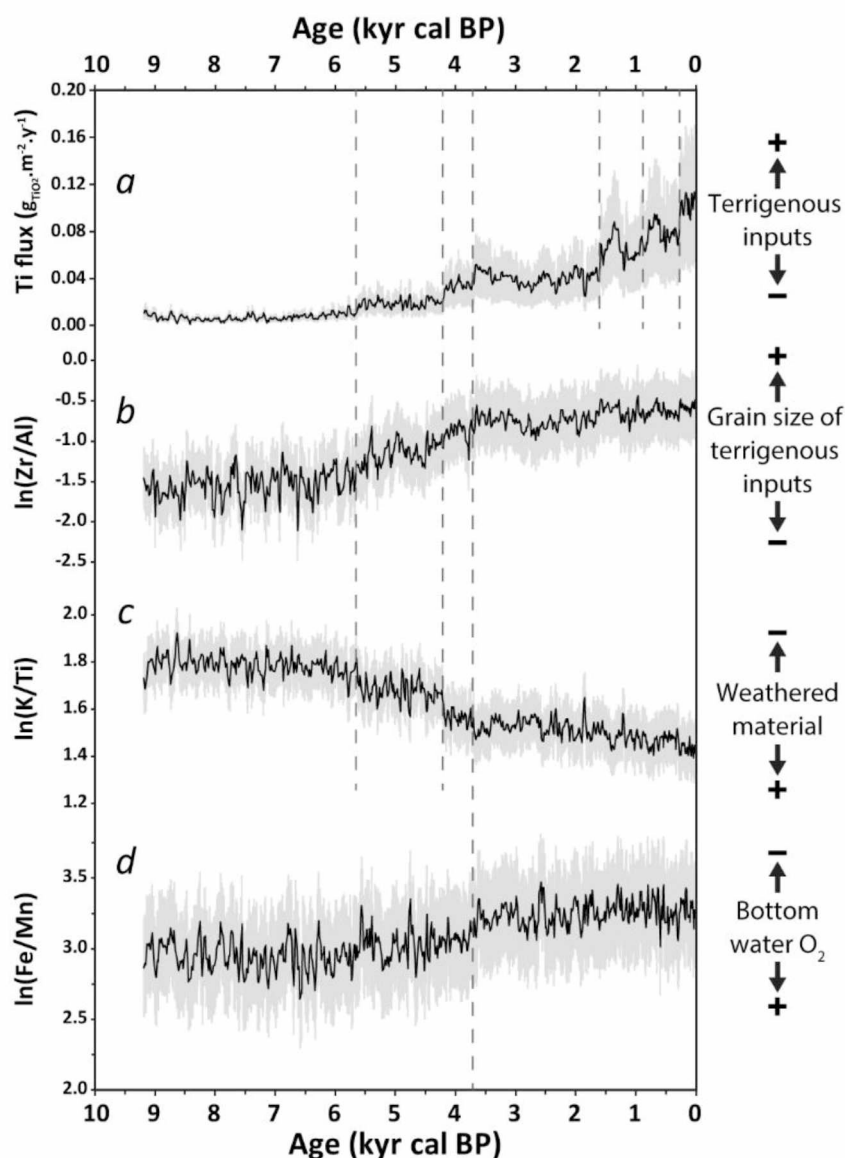 Age (kyr cal BP)
10 9 8 7 6 5 4 3 2 1 0
a
Ti flux (g_TiO2.m⁻².y⁻¹)
0.20
0.16
0.12
0.08
0.04
0.00
+
Terrigenous
inputs
−
b
ln(Zr/Al)
0.0
-0.5
-1.0
-1.5
-2.0
-2.5
+
Grain size of
terrigenous
inputs
−
c
ln(K/Ti)
2.0
1.8
1.6
1.4
1.2
−
Weathered
material
+
d
ln(Fe/Mn)
3.5
3.0
2.5
2.0
−
Bottom
water O₂
+
10 9 8 7 6 5 4 3 2 1 0
Age (kyr cal BP)